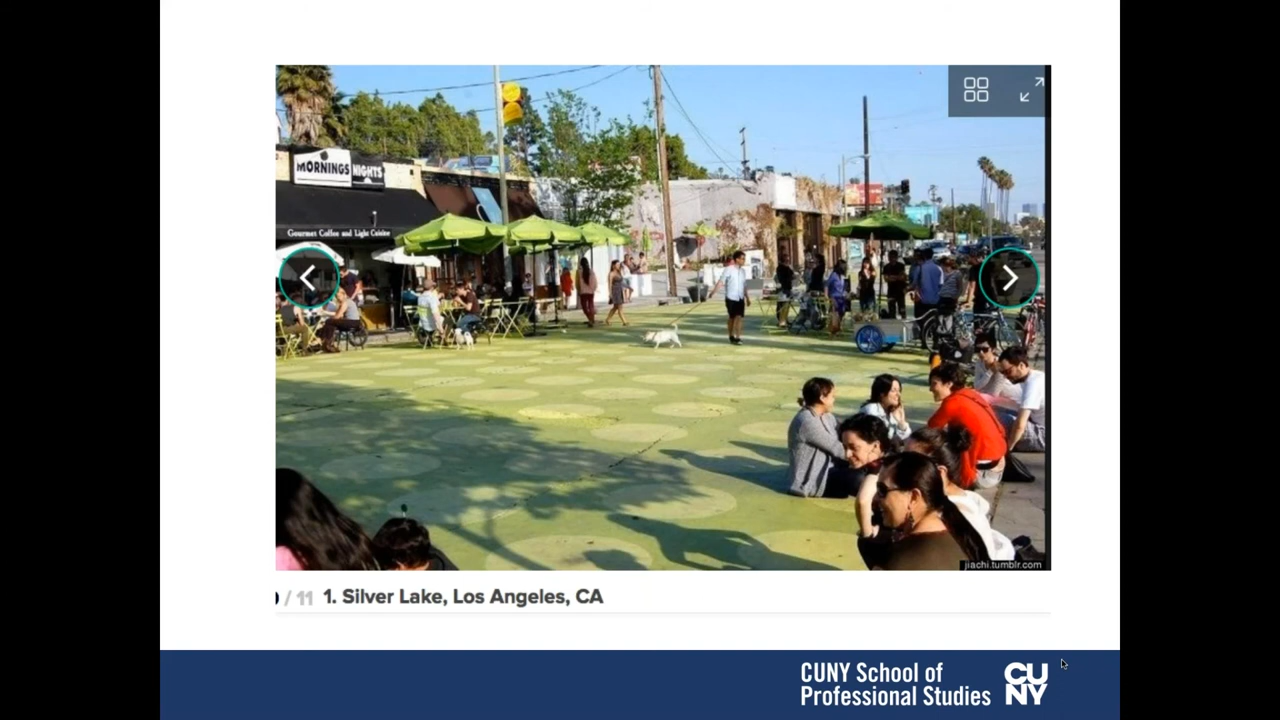 MORNINGS NIGHTS
Gourmet Coffee and Light Cuisine
jiachi.tumblr.com
/ 11 1. Silver Lake, Los Angeles, CA
CUNY School of
Professional Studies
CU
NY